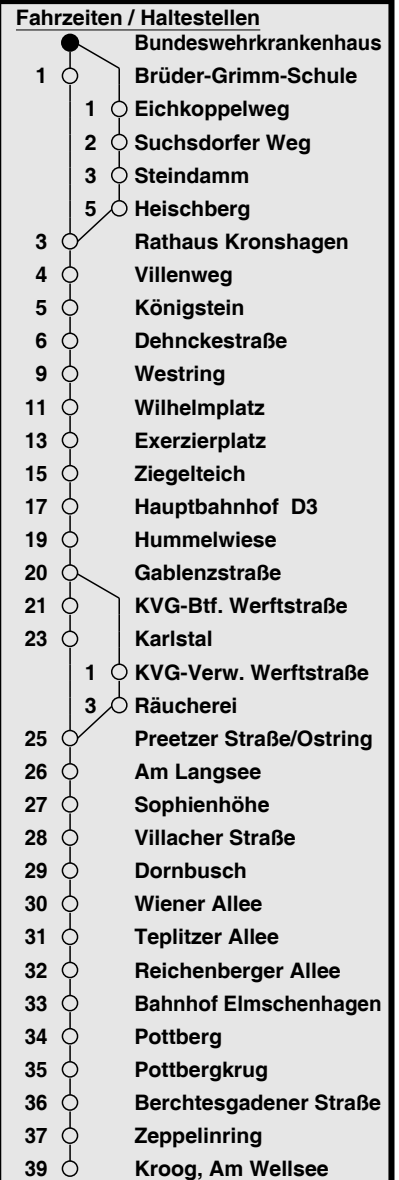 Fahrzeiten / Haltestellen
Bundeswehrkrankenhaus
1 Brüder-Grimm-Schule
1 Eichkoppelweg
2 Suchsdorfer Weg
3 Steindamm
5 Heischberg
3 Rathaus Kronshagen
4 Villenweg
5 Königstein
6 Dehnckestraße
9 Westring
11 Wilhelmplatz
13 Exerzierplatz
15 Ziegelteich
17 Hauptbahnhof D3
19 Hummelwiese
20 Gablenzstraße
21 KVG-Btf. Werftstraße
23 Karlstal
1 KVG-Verw. Werftstraße
3 Räucherei
25 Preetzer Straße/Ostring
26 Am Langsee
27 Sophienhöhe
28 Villacher Straße
29 Dornbusch
30 Wiener Allee
31 Teplitzer Allee
32 Reichenberger Allee
33 Bahnhof Elmschenhagen
34 Pottberg
35 Pottbergkrug
36 Berchtesgadener Straße
37 Zeppelinring
39 Kroog, Am Wellsee